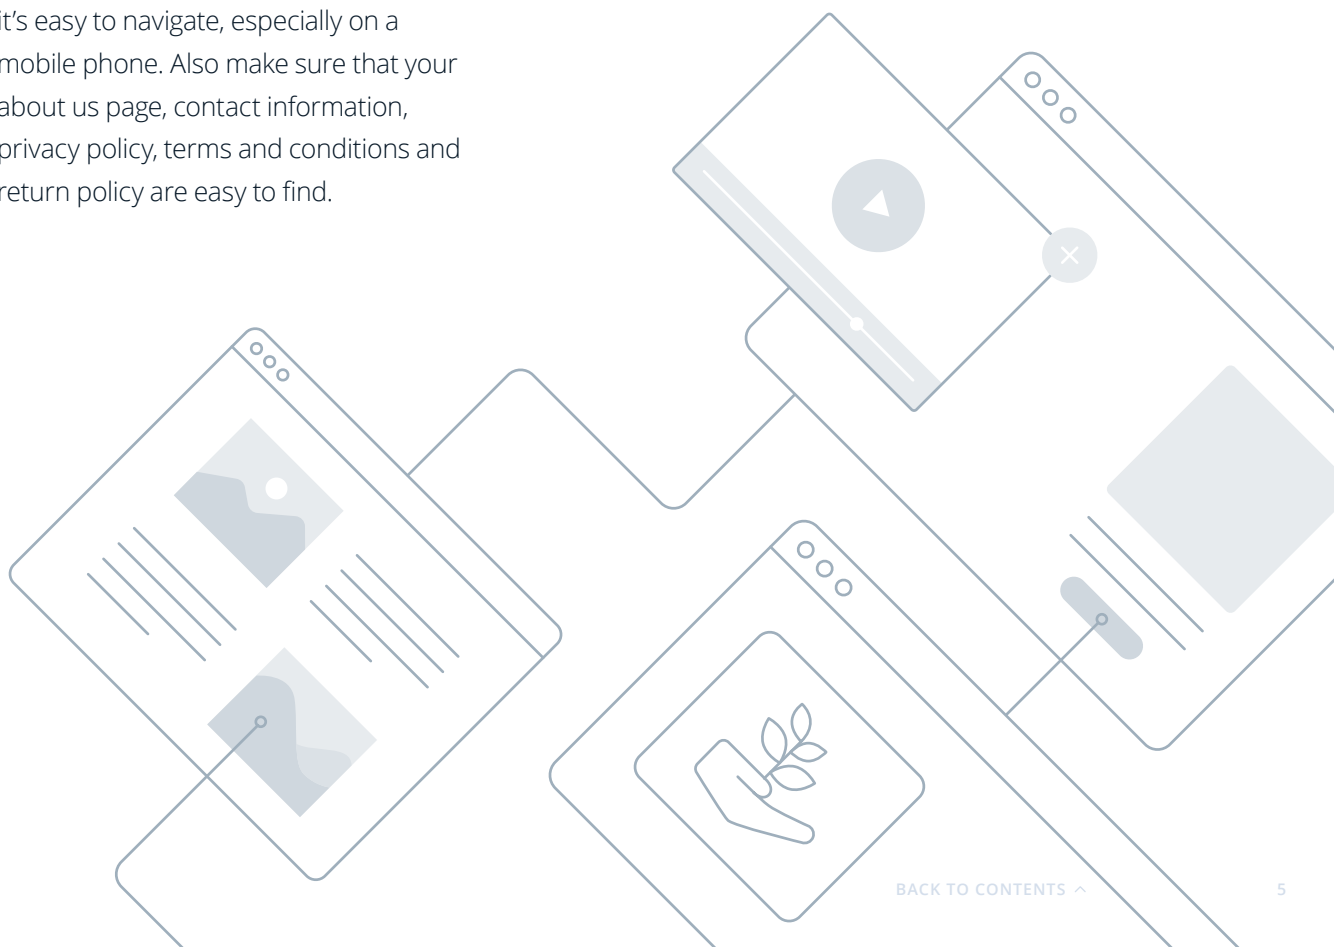 it’s easy to navigate, especially on a
mobile phone. Also make sure that your
about us page, contact information,
privacy policy, terms and conditions and
return policy are easy to find.
BACK TO CONTENTS
5